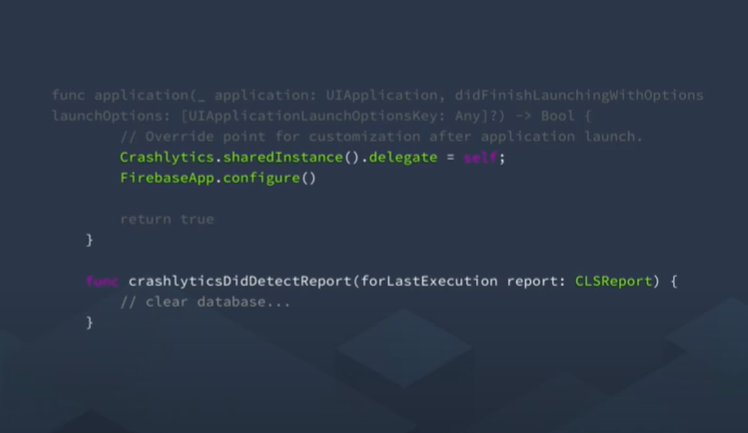 func application(_ application: UIApplication, didFinishLaunchingWithOptions
launchOptions: [UIApplicationLaunchOptionsKey: Any]?) -> Bool {
// Override point for customization after application launch.
Crashlytics.sharedInstance().delegate = self;
FirebaseApp.configure()
return true
}
func crashlyticsDidDetectReport(forLastExecution report: CLSReport) {
// clear database...
}